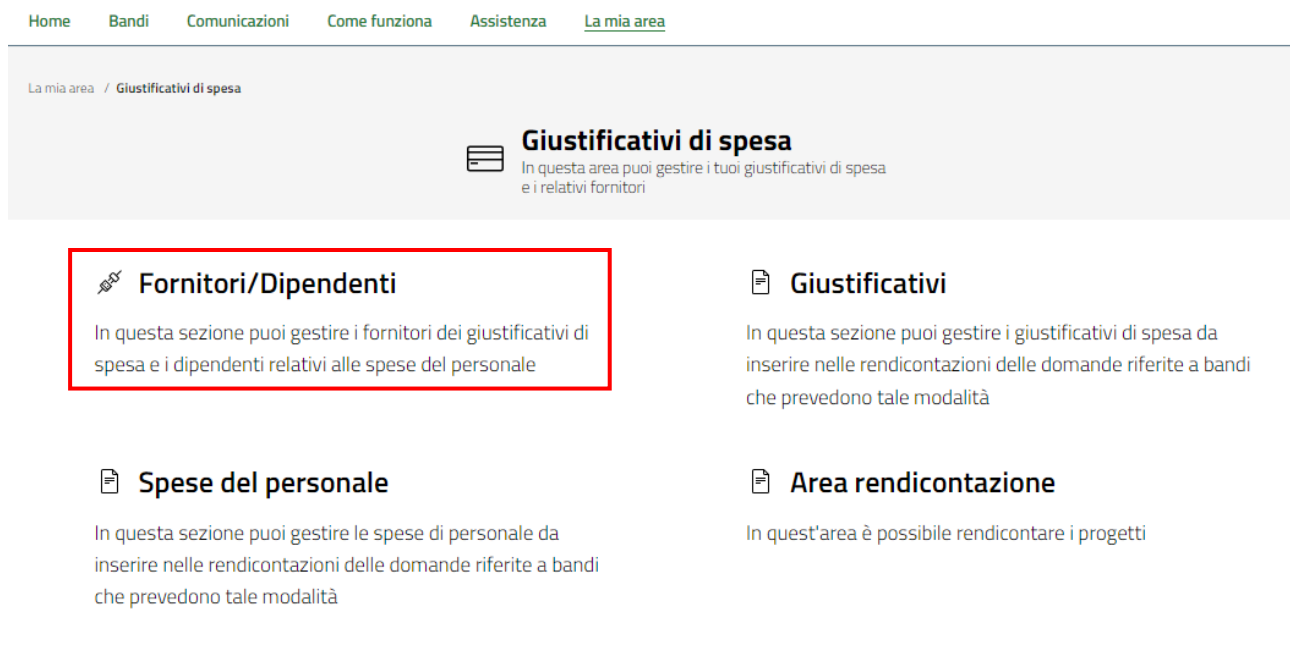 Home Bandi Comunicazioni Come funziona Assistenza La mia area
La mia area / Giustificativi di spesa
Giustificativi di spesa
In questa area puoi gestire i tuoi giustificativi di spesa
e i relativi fornitori
Fornitori/Dipendenti
In questa sezione puoi gestire i fornitori dei giustificativi di
spesa e i dipendenti relativi alle spese del personale
Giustificativi
In questa sezione puoi gestire i giustificativi di spesa da
inserire nelle rendicontazioni delle domande riferite a bandi
che prevedono tale modalità
Spese del personale
In questa sezione puoi gestire le spese di personale da
inserire nelle rendicontazioni delle domande riferite a bandi
che prevedono tale modalità
Area rendicontazione
In quest'area è possibile rendicontare i progetti